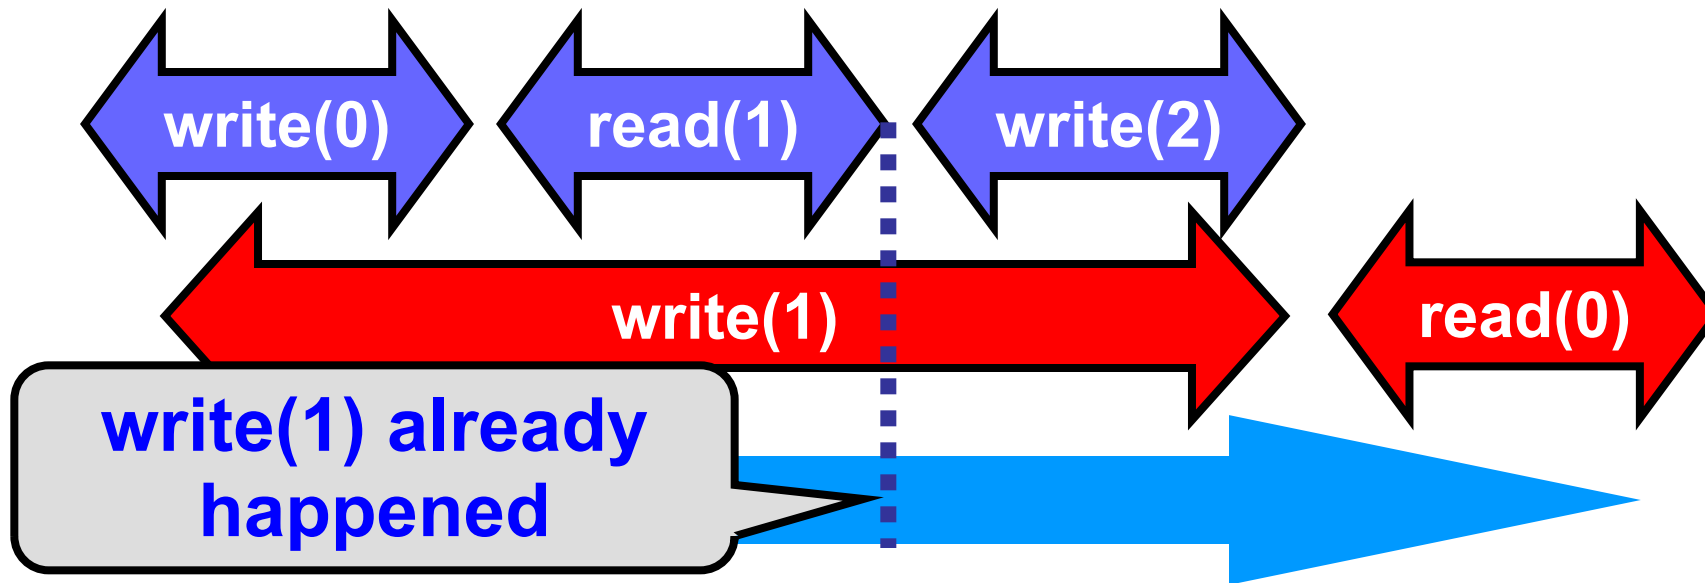 write(0) read(1) write(2)
write(1) read(0)
write(1) already
happened